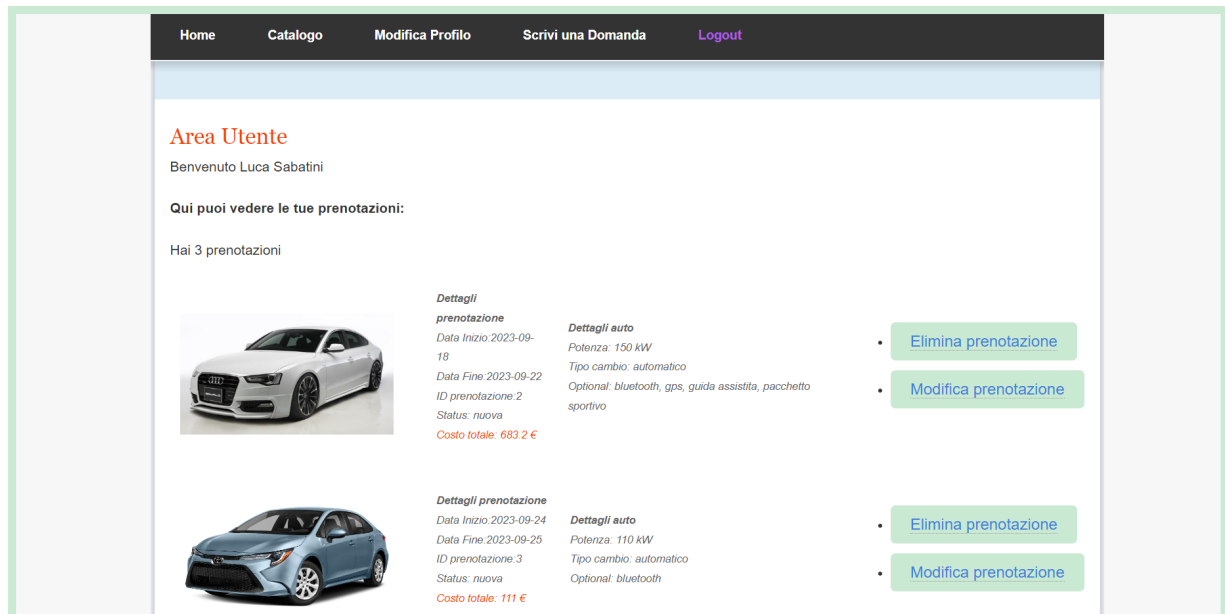 Home Catalogo Modifica Profilo Scrivi una Domanda Logout
Area Utente
Benvenuto Luca Sabatini
Qui puoi vedere le tue prenotazioni:
Hai 3 prenotazioni
Dettagli
prenotazione
Data Inizio:2023-09-
18
Data Fine:2023-09-22
ID prenotazione:2
Status: nuova
Costo totale: 683.2 €
Dettagli auto
Potenza: 150 kW
Tipo cambio: automatico
Optional: bluetooth, gps, guida assistita, pacchetto
sportivo
Elimina prenotazione
Modifica prenotazione
Dettagli prenotazione
Data Inizio:2023-09-24
Data Fine:2023-09-25
ID prenotazione:3
Status: nuova
Costo totale: 111 €
Dettagli auto
Potenza: 110 kW
Tipo cambio: automatico
Optional: bluetooth
Elimina prenotazione
Modifica prenotazione